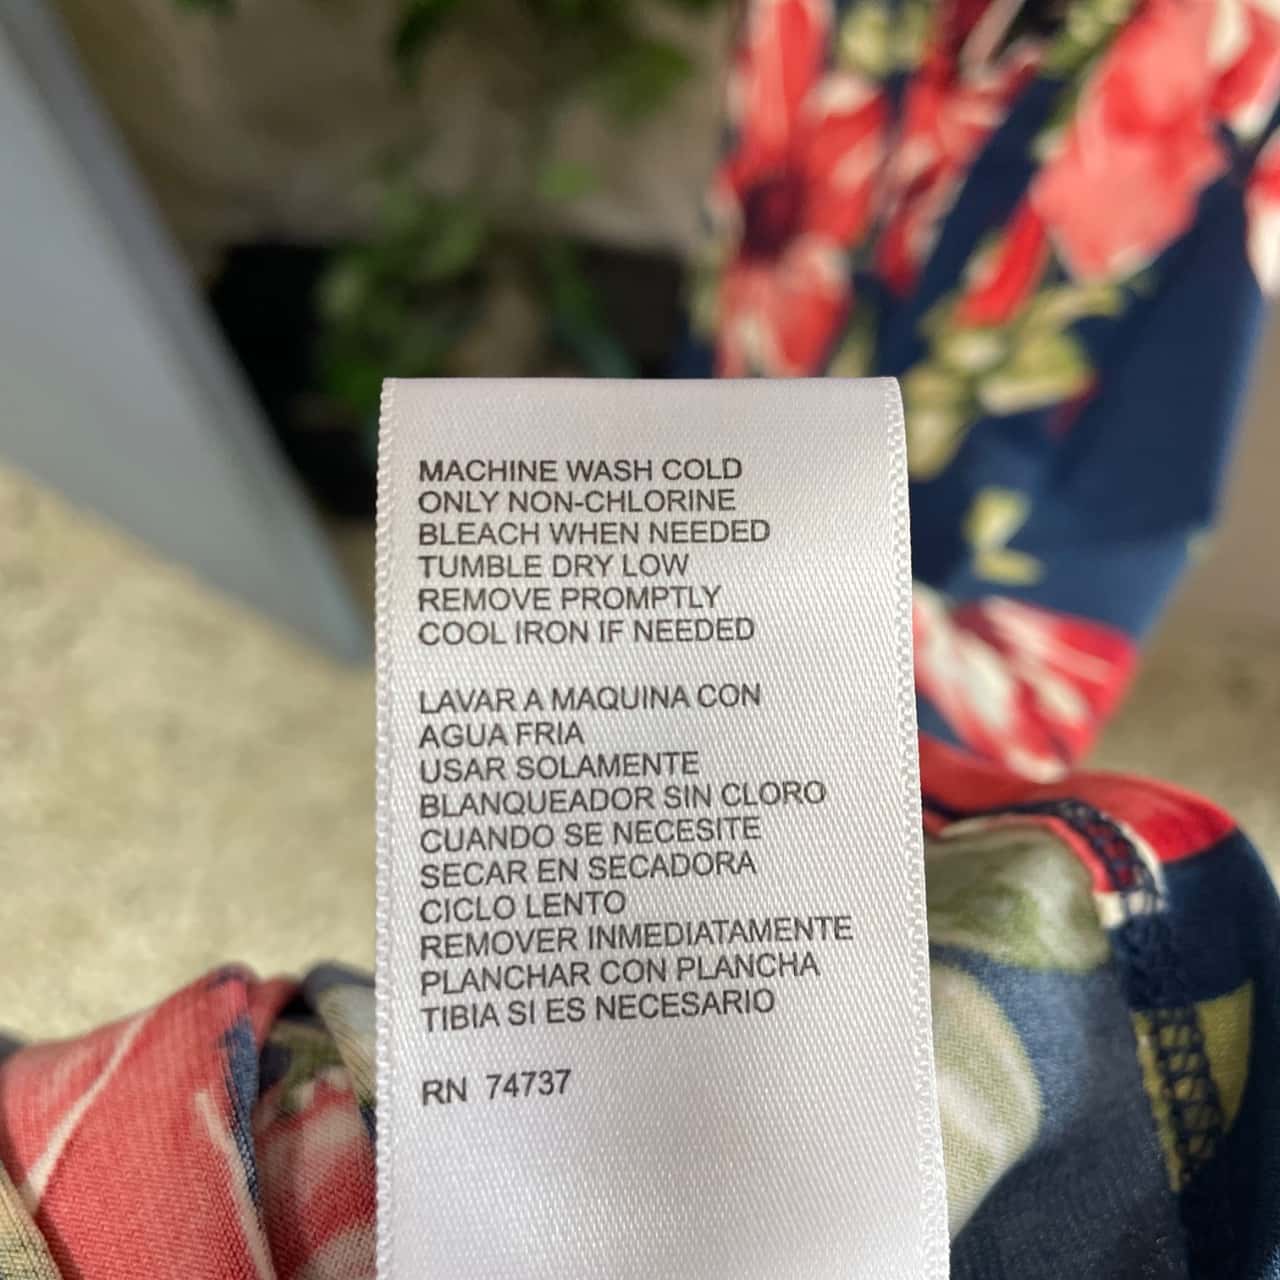 MACHINE WASH COLD
ONLY NON-CHLORINE
BLEACH WHEN NEEDED
TUMBLE DRY LOW
REMOVE PROMPTLY
COOL IRON IF NEEDED
LAVAR A MAQUINA CON
AGUA FRIA
USAR SOLAMENTE
BLANQUEADOR SIN CLORO
CUANDO SE NECESITE
SECAR EN SECADORA
CICLO LENTO
REMOVER INMEDIATAMENTE
PLANCHAR CON PLANCHA
TIBIA SI ES NECESARIO
RN 74737